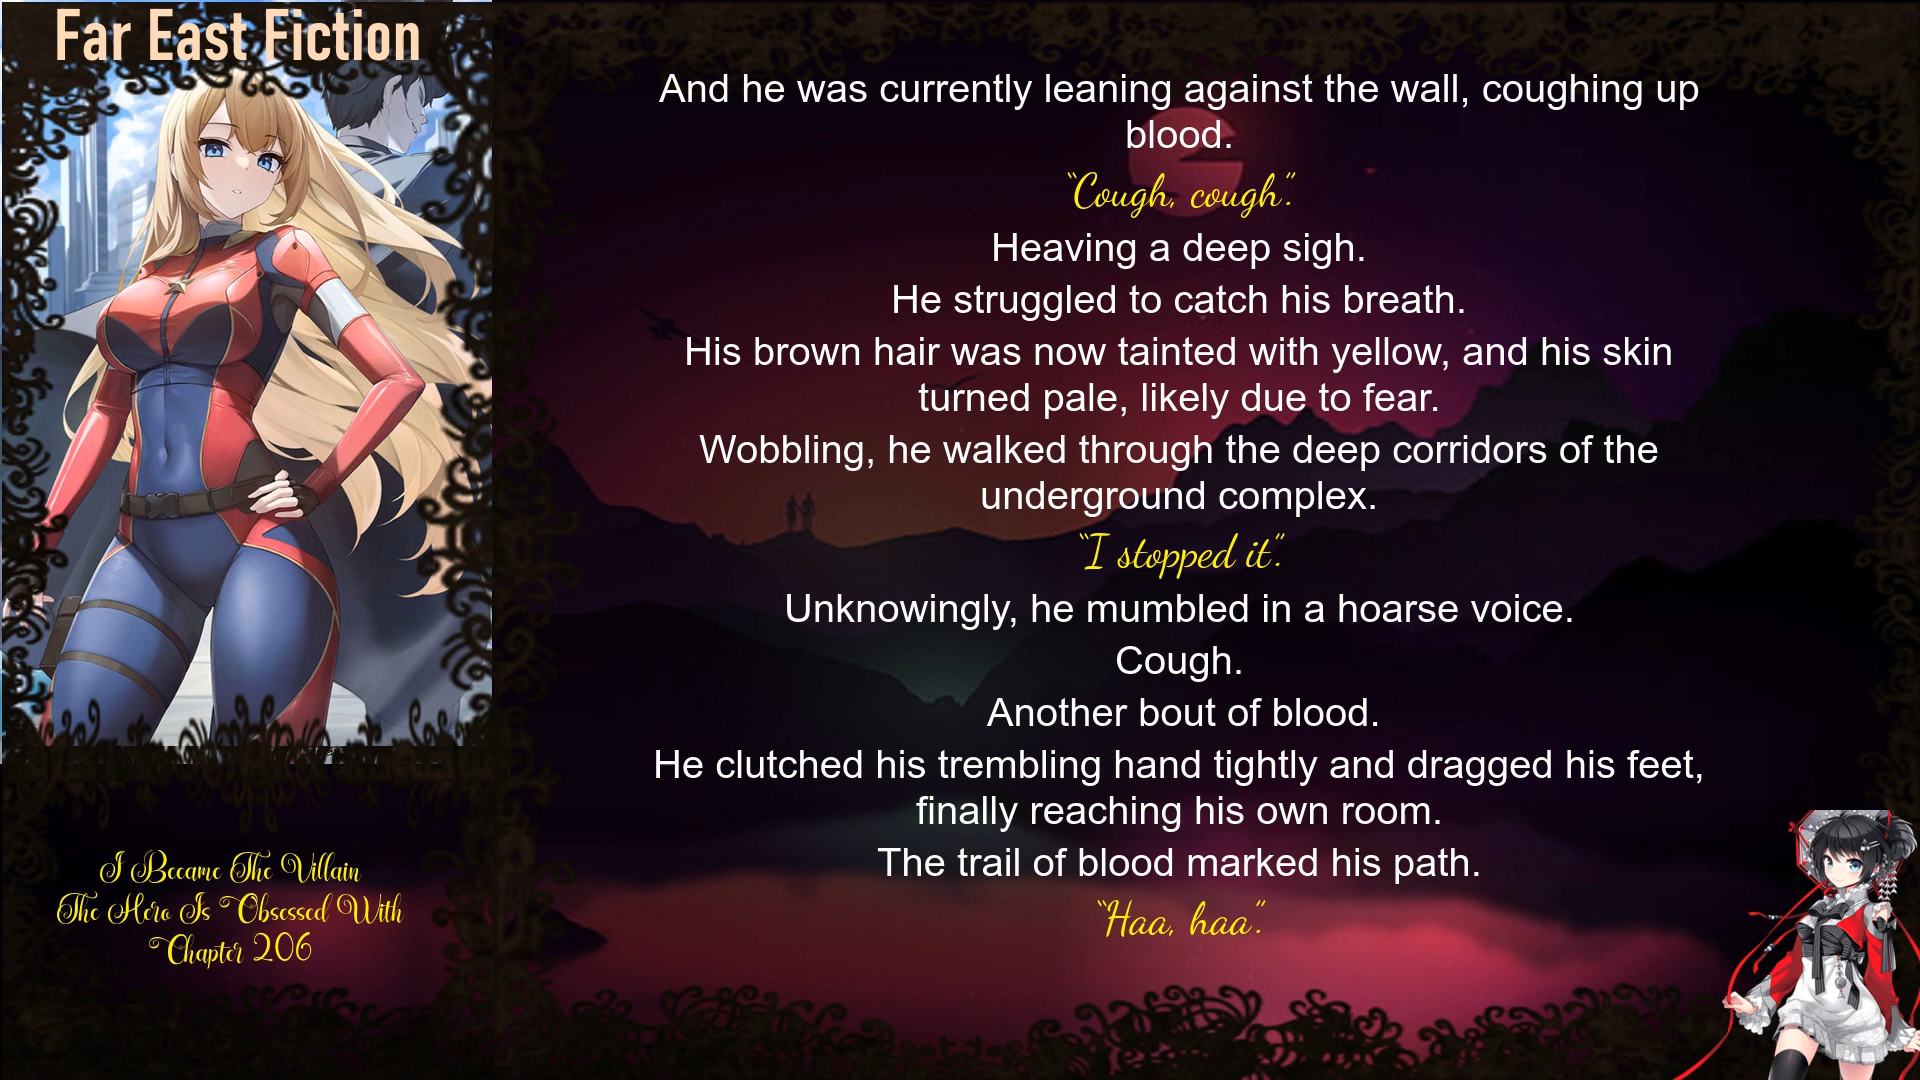 Far East Fiction
And he was currently leaning against the wall, coughing up
blood.
“Cough, cough”.
Heaving a deep sigh.
He struggled to catch his breath.
His brown hair was now tainted with yellow, and his skin
turned pale, likely due to fear.
Wobbling, he walked through the deep corridors of the
underground complex.
“I stopped it”.
Unknowingly, he mumbled in a hoarse voice.
Cough.
Another bout of blood.
He clutched his trembling hand tightly and dragged his feet,
finally reaching his own room.
The trail of blood marked his path.
“Haa, haa”.
I Became The Villain
The Hero Is Obsessed With
Chapter 206